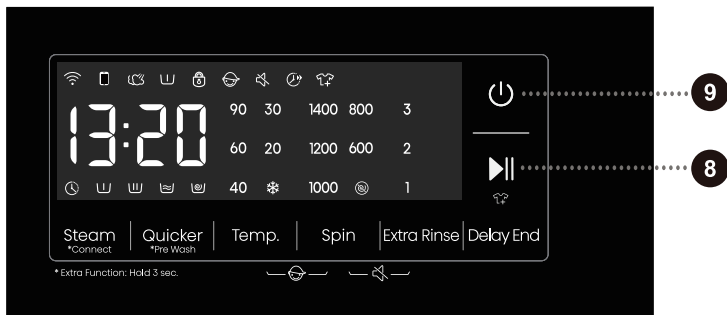 13:20
90 30 1400 800 3
60 20 1200 600 2
40 1000 1
9
8
Steam Quicker Temp. Spin Extra Rinse Delay End
*Connect *Pre Wash
* Extra Function: Hold 3 sec.